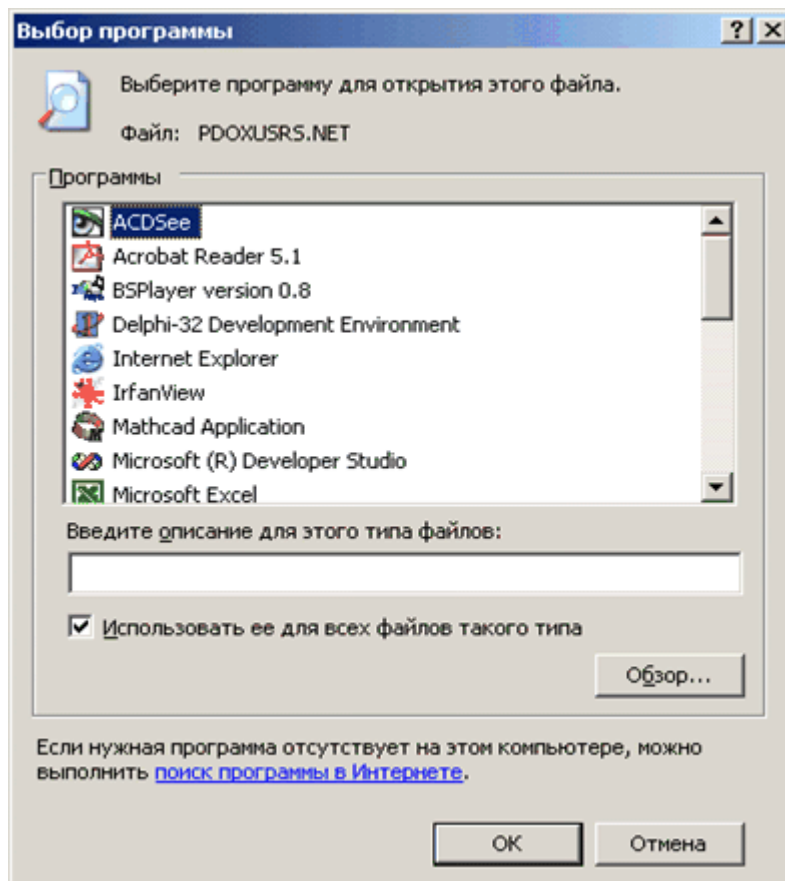 Выбор программы
Выберите программу для открытия этого файла.
Файл: PDOXUSRS.NET
Программы
ACDSee
Acrobat Reader 5.1
BSPlayer version 0.8
Delphi-32 Development Environment
Internet Explorer
IrfanView
Mathcad Application
Microsoft (R) Developer Studio
Microsoft Excel
Введите описание для этого типа файлов:
Использовать ее для всех файлов такого типа
Обзор...
Если нужная программа отсутствует на этом компьютере, можно
выполнить поиск программы в Интернете.
ОК
Отмена